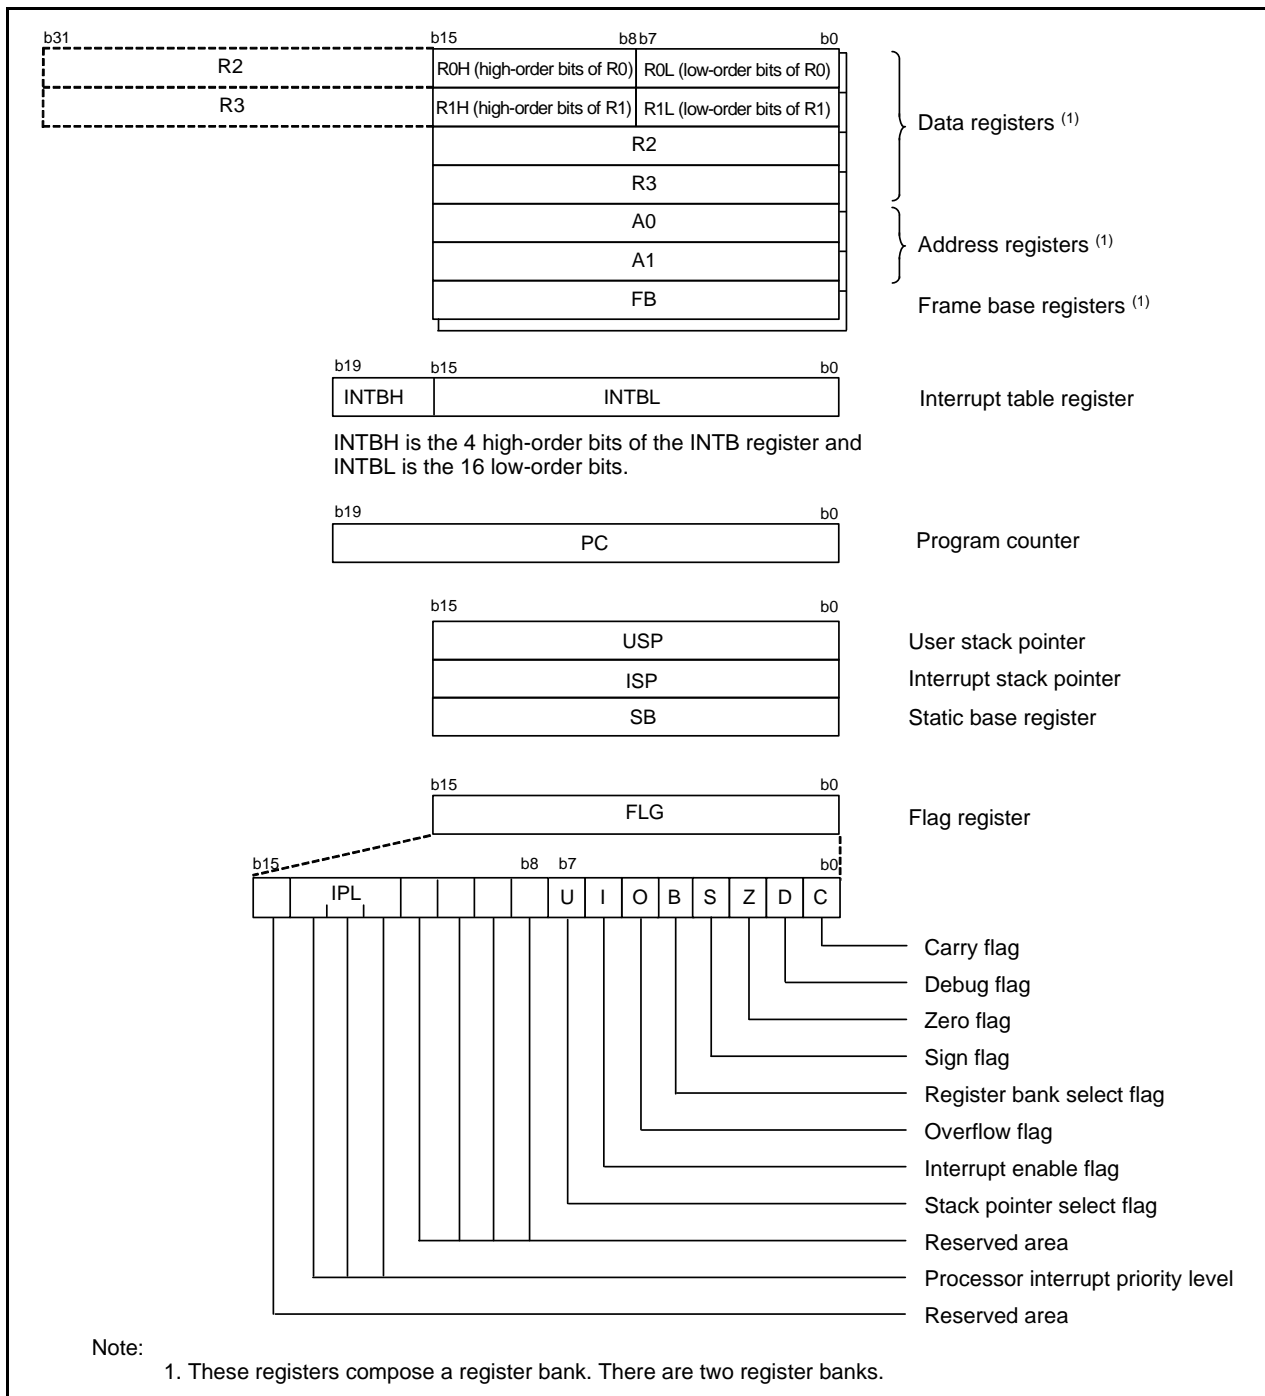 b31 b15 b8 b7 b0
R2 R0H (high-order bits of R0) R0L (low-order bits of R0)
R3 R1H (high-order bits of R1) R1L (low-order bits of R1)
Data registers (1)
R2
R3
A0
Address registers (1)
A1
FB
Frame base registers (1)
b19 b15 b0
INTBH INTBL Interrupt table register
INTBH is the 4 high-order bits of the INTB register and
INTBL is the 16 low-order bits.
b19 b0
PC Program counter
b15 b0
USP User stack pointer
ISP Interrupt stack pointer
SB Static base register
b15 b0
FLG Flag register
b15 b8 b7 b0
IPL U I O B S Z D C
Carry flag
Debug flag
Zero flag
Sign flag
Register bank select flag
Overflow flag
Interrupt enable flag
Stack pointer select flag
Reserved area
Processor interrupt priority level
Reserved area
Note:
1. These registers compose a register bank. There are two register banks.